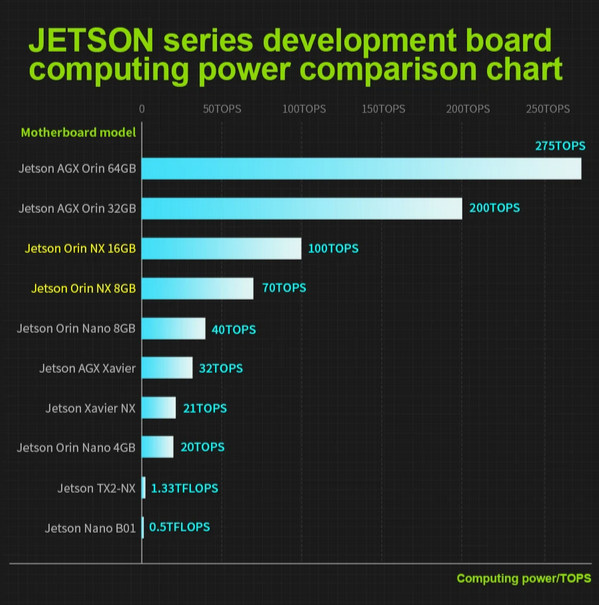 JETSON series development board
computing power comparison chart
0 50TOPS 100TOPS 150TOPS 200TOPS 250TOPS
Motherboard model
275TOPS
Jetson AGX Orin 64GB
Jetson AGX Orin 32GB 200TOPS
Jetson Orin NX 16GB 100TOPS
Jetson Orin NX 8GB 70TOPS
Jetson Orin Nano 8GB 40TOPS
Jetson AGX Xavier 32TOPS
Jetson Xavier NX 21TOPS
Jetson Orin Nano 4GB 20TOPS
Jetson TX2-NX 1.33TFLOPS
Jetson Nano B01 0.5TFLOPS
Computing power/TOPS